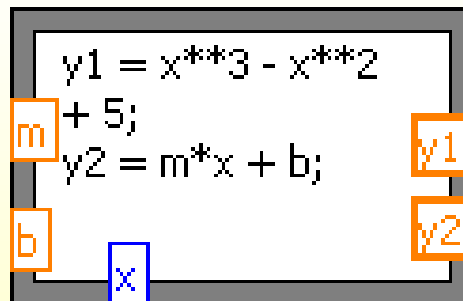 y1 = x**3 - x**2
+ 5;
y2 = m*x + b;
m
b
x
y1
y2